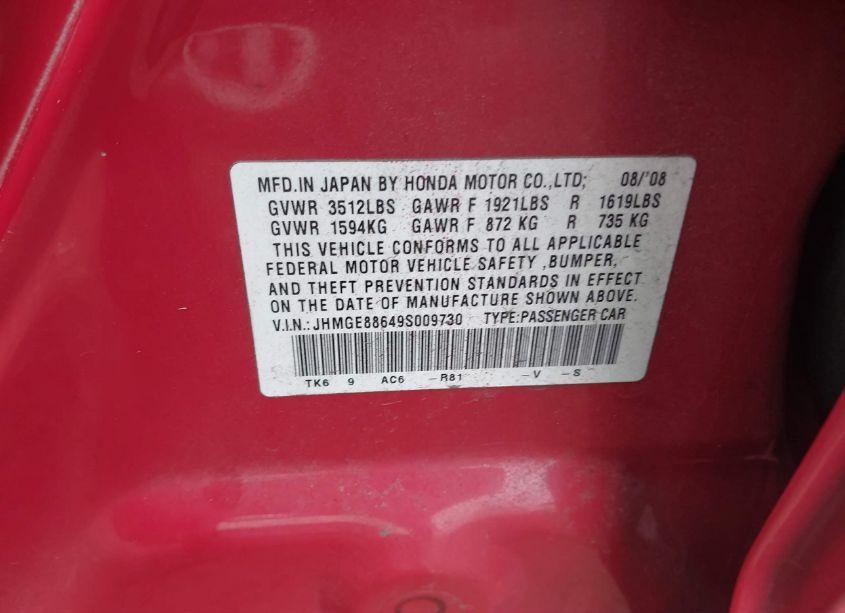 MFD.IN JAPAN BY HONDA MOTOR CO.,LTD; 08/'08
GVWR 3512LBS GAWR F 1921LBS R 1619LBS
GVWR 1594KG GAWR F 872 KG R 735 KG
THIS VEHICLE CONFORMS TO ALL APPLICABLE
FEDERAL MOTOR VEHICLE SAFETY ,BUMPER,
AND THEFT PREVENTION STANDARDS IN EFFECT
ON THE DATE OF MANUFACTURE SHOWN ABOVE.
V.I.N.: JHMGE88649S009730 TYPE:PASSENGER CAR
TK6 9 AC6 -R81 -V -S